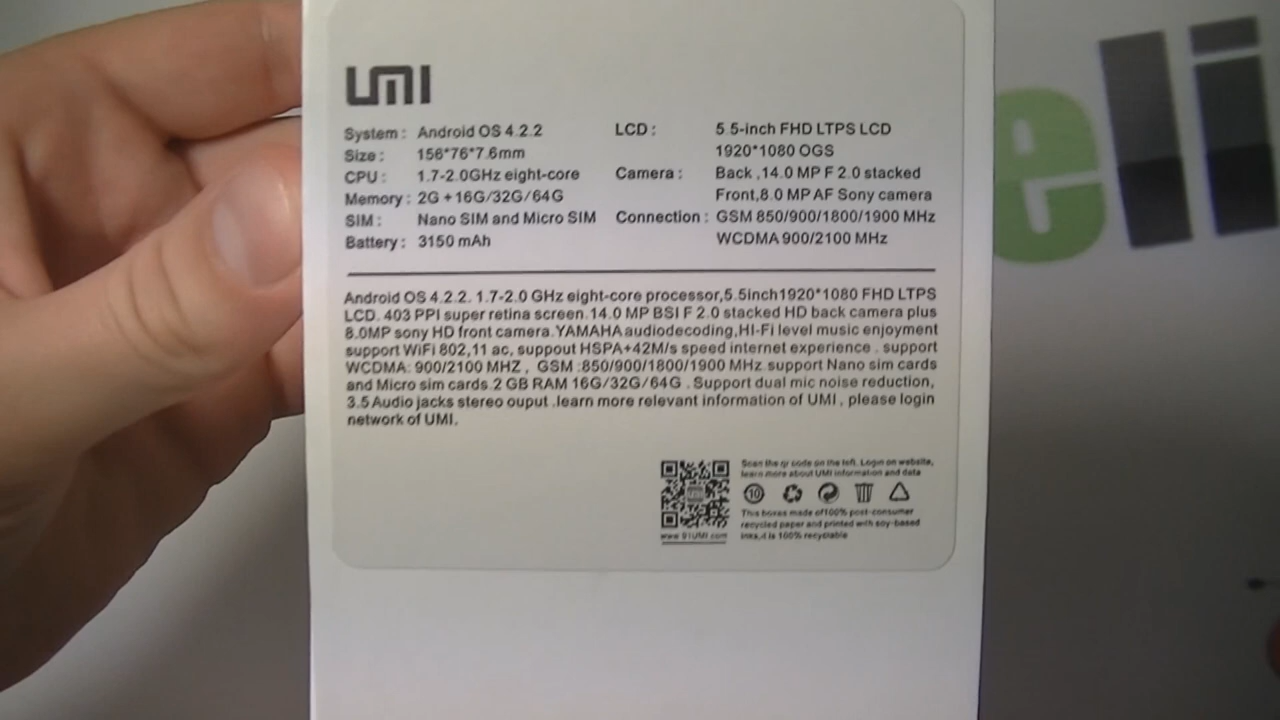 UMI
System : Android OS 4.2.2
Size : 156*76*7.6mm
CPU : 1.7-2.0GHz eight-core
Memory : 2G + 16G/32G/64G
SIM : Nano SIM and Micro SIM
Battery : 3150 mAh
LCD : 5.5-inch FHD LTPS LCD
1920*1080 OGS
Camera : Back ,14.0 MP F 2.0 stacked
Front,8.0 MP AF Sony camera
Connection : GSM 850/900/1800/1900 MHz
WCDMA 900/2100 MHz
Android OS 4.2.2. 1.7-2.0 GHz eight-core processor,5.5inch1920*1080 FHD LTPS
LCD. 403 PPI super retina screen.14.0 MP BSI F 2.0 stacked HD back camera plus
8.0MP sony HD front camera.YAMAHA audiodecoding,HI-Fi level music enjoyment
support WiFi 802,11 ac, suppout HSPA+42M/s speed internet experience . support
WCDMA: 900/2100 MHZ , GSM :850/900/1800/1900 MHz.support Nano sim cards
and Micro sim cards.2 GB RAM 16G/32G/64G . Support dual mic noise reduction,
3.5 Audio jacks stereo ouput .learn more relevant information of UMI , please login
network of UMI.
Scan the qr code on the left. Login on website,
learn more about UMI information and data
10
This boxes made of100% post-consumer
recycled paper and printed with soy-based
inks,it is 100% recyclable
www.91UMI.com
eli